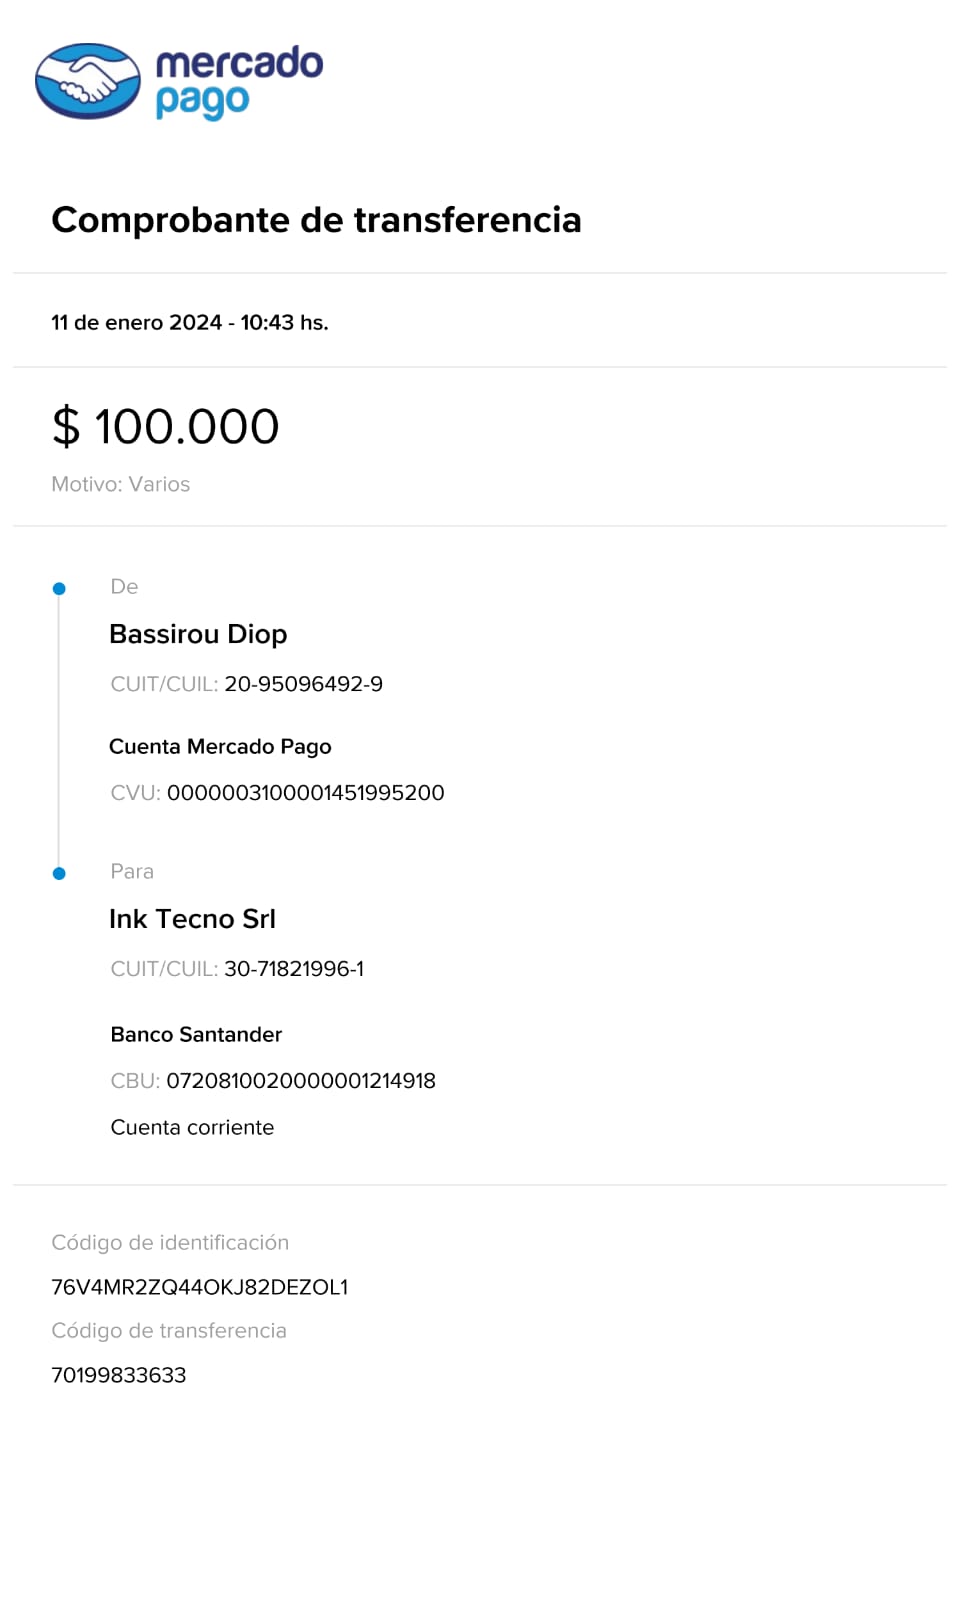 mercado
pago
Comprobante de transferencia
11 de enero 2024 - 10:43 hs.
$ 100.000
Motivo: Varios
De
Bassirou Diop
CUIT/CUIL: 20-95096492-9
Cuenta Mercado Pago
CVU: 0000003100001451995200
Para
Ink Tecno Srl
CUIT/CUIL: 30-71821996-1
Banco Santander
CBU: 0720810020000001214918
Cuenta corriente
Código de identificación
76V4MR2ZQ44OKJ82DEZOL1
Código de transferencia
70199833633